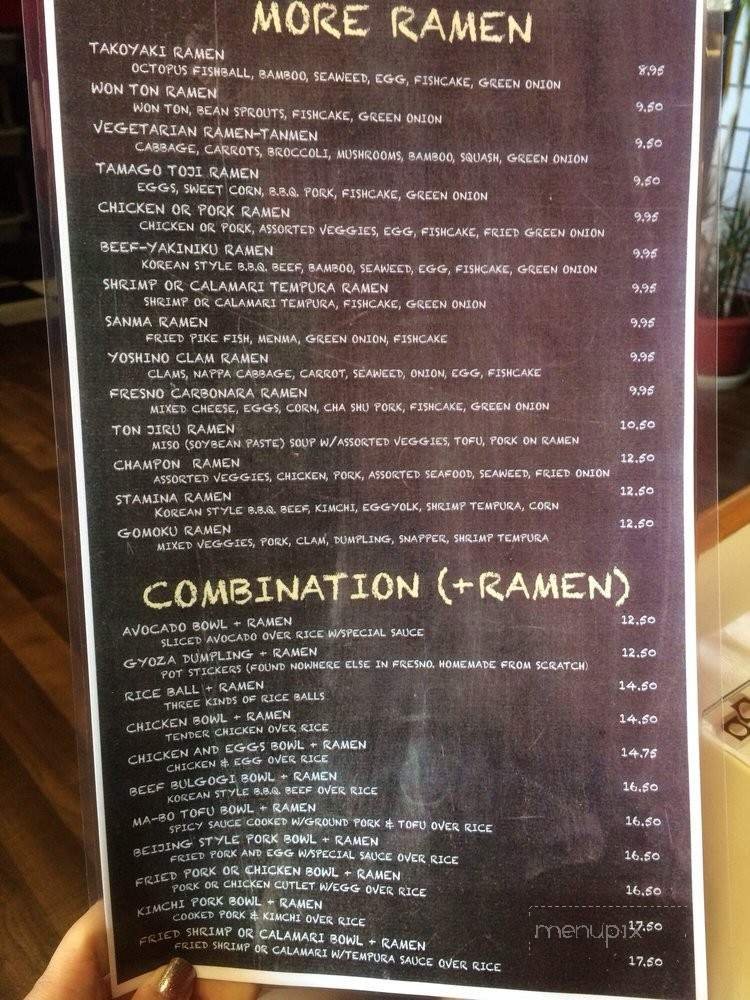 MORE RAMEN
TAKOYAKI RAMEN 8.95
OCTOPUS FISHBALL, BAMBOO, SEAWEED, EGG, FISHCAKE, GREEN ONION
WON TON RAMEN 9.50
WON TON, BEAN SPROUTS, FISHCAKE, GREEN ONION
VEGETARIAN RAMEN-TANMEN 9.50
CABBAGE, CARROTS, BROCCOLI, MUSHROOMS, BAMBOO, SQUASH, GREEN ONION
TAMAGO TOJI RAMEN 9.50
EGGS, SWEET CORN, B.B.Q. PORK, FISHCAKE, GREEN ONION
CHICKEN OR PORK RAMEN 9.95
CHICKEN OR PORK, ASSORTED VEGGIES, EGG, FISHCAKE, FRIED GREEN ONION
BEEF-YAKINIKU RAMEN 9.95
KOREAN STYLE B.B.Q. BEEF, BAMBOO, SEAWEED, EGG, FISHCAKE, GREEN ONION
SHRIMP OR CALAMARI TEMPURA RAMEN 9.95
SHRIMP OR CALAMARI TEMPURA, FISHCAKE, GREEN ONION
SANMA RAMEN 9.95
FRIED PIKE FISH, MENMA, GREEN ONION, FISHCAKE
YOSHINO CLAM RAMEN 9.95
CLAMS, NAPPA CABBAGE, CARROT, SEAWEED, ONION, EGG, FISHCAKE
FRESNO CARBONARA RAMEN 9.95
MIXED CHEESE, EGGS, CORN, CHA SHU PORK, FISHCAKE, GREEN ONION
TON JIRU RAMEN 10.50
MISO (SOYBEAN PASTE) SOUP W/ASSORTED VEGGIES, TOFU, PORK ON RAMEN
CHAMPON RAMEN 12.50
ASSORTED VEGGIES, CHICKEN, PORK, ASSORTED SEAFOOD, SEAWEED, FRIED ONION
STAMINA RAMEN 12.50
KOREAN STYLE B.B.Q. BEEF, KIMCHI, EGGYOLK, SHRIMP TEMPURA, CORN
GOMOKU RAMEN 12.50
MIXED VEGGIES, PORK, CLAM, DUMPLING, SNAPPER, SHRIMP TEMPURA
COMBINATION (+RAMEN)
AVOCADO BOWL + RAMEN 12.50
SLICED AVOCADO OVER RICE W/SPECIAL SAUCE
GYOZA DUMPLING + RAMEN 12.50
POT STICKERS (FOUND NOWHERE ELSE IN FRESNO, HOMEMADE FROM SCRATCH)
RICE BALL + RAMEN 14.50
THREE KINDS OF RICE BALLS
CHICKEN BOWL + RAMEN 14.50
TENDER CHICKEN OVER RICE
CHICKEN AND EGGS BOWL + RAMEN 14.75
CHICKEN & EGG OVER RICE
BEEF BULGOGI BOWL + RAMEN 16.50
KOREAN STYLE B.B.Q. BEEF OVER RICE
MA-BO TOFU BOWL + RAMEN 16.50
SPICY SAUCE COOKED W/GROUND PORK & TOFU OVER RICE
BEIJING STYLE PORK BOWL + RAMEN 16.50
FRIED PORK AND EGG W/SPECIAL SAUCE OVER RICE
FRIED PORK OR CHICKEN BOWL + RAMEN 16.50
PORK OR CHICKEN CUTLET W/EGG OVER RICE
KIMCHI PORK BOWL + RAMEN 17.50
COOKED PORK & KIMCHI OVER RICE
FRIED SHRIMP OR CALAMARI BOWL + RAMEN 17.50
FRIED SHRIMP OR CALAMARI W/TEMPURA SAUCE OVER RICE
menupix